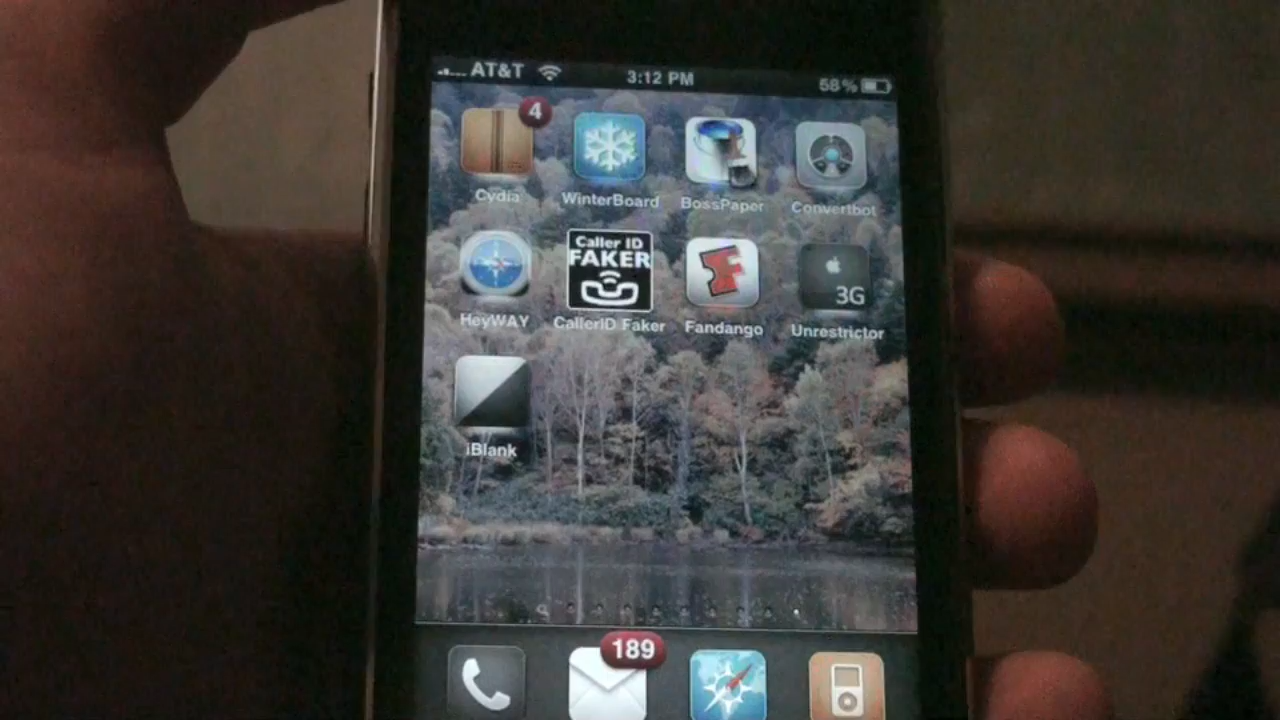 AT&T 3:12 PM 58%
4
Cydia WinterBoard BossPaper Convertbot
Caller ID
FAKER
3G
HeyWAY CallerID Faker Fandango Unrestrictor
iBlank
189